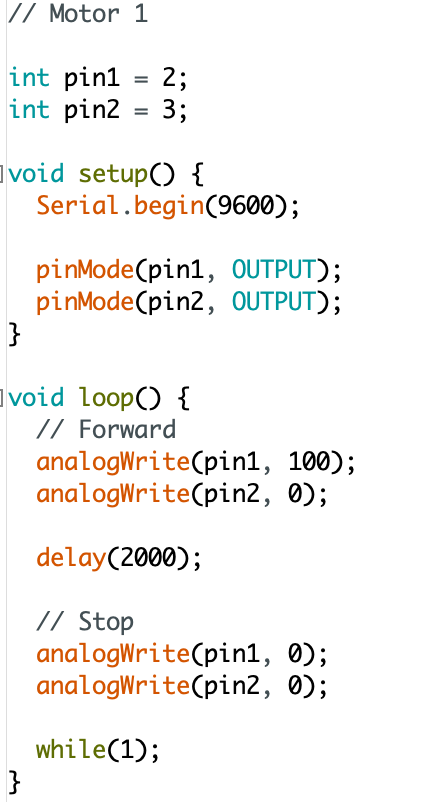 // Motor 1
int pin1 = 2;
int pin2 = 3;
void setup() {
Serial.begin(9600);
pinMode(pin1, OUTPUT);
pinMode(pin2, OUTPUT);
}
void loop() {
// Forward
analogWrite(pin1, 100);
analogWrite(pin2, 0);
delay(2000);
// Stop
analogWrite(pin1, 0);
analogWrite(pin2, 0);
while(1);
}